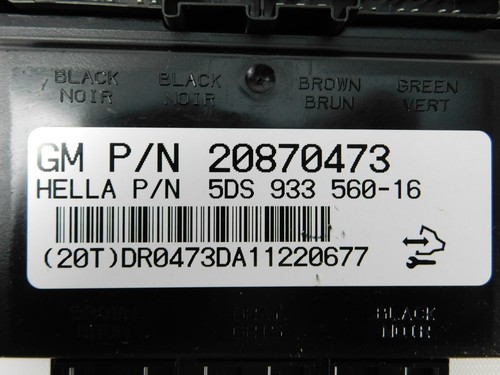 BLACK BLACK BROWN GREEN
NOIR NOIR BRUN VERT
GM P/N 20870473
HELLA P/N 5DS 933 560-16
(20T)DR0473DA11220677
BLACK
NOIR